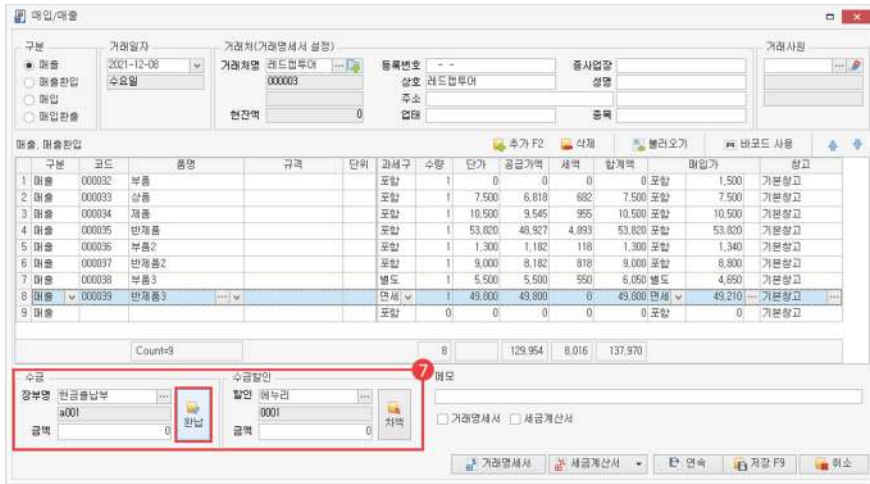 매입/매출
구분 거래일자 거래처(거래명세서 설정) 거래사원
매출 2021-12-08 거래처명 레드캡투어 등록번호 - - 종사업장
매출환입 수요일 000003 상호 레드캡투어 성명
매입 주소
매입환출 현잔액 0 업태 종목
매출, 매출환입 추가 F2 삭제 불러오기 바코드 사용
구분 코드 품명 규격 단위 과세구 수량 단가 공급가액 세액 합계액 매입가 창고
1 매출 000032 부품 포함 1 0 0 0 0 포함 1,500 기본창고
2 매출 000033 상품 포함 1 7,500 6,818 682 7,500 포함 7,500 기본창고
3 매출 000034 제품 포함 1 10,500 9,545 955 10,500 포함 10,500 기본창고
4 매출 000035 반제품 포함 1 53,820 48,927 4,893 53,820 포함 53,820 기본창고
5 매출 000036 부품2 포함 1 1,300 1,182 118 1,300 포함 1,340 기본창고
6 매출 000037 반제품2 포함 1 9,000 8,182 818 9,000 포함 8,800 기본창고
7 매출 000038 부품3 별도 1 5,500 5,500 550 6,050 별도 4,650 기본창고
8 매출 000039 반제품3 면세 1 49,800 49,800 0 49,800 면세 49,210 기본창고
9 매출 포함 0 0 0 0 0 포함 0 기본창고
Count=9 8 129,954 8,016 137,970
7
수금 수금할인 메모
장부명 현금출납부 할인 에누리
a001 완납 0001 차액 거래명세서 세금계산서
금액 0 금액 0
거래명세서 세금계산서 연속 저장 F9 취소